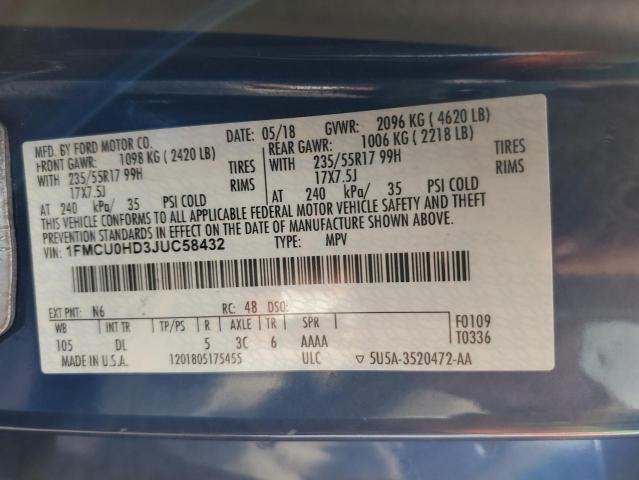 MFD. BY FORD MOTOR CO. DATE: 05/18 GVWR: 2096 KG ( 4620 LB)
FRONT GAWR: 1098 KG ( 2420 LB) REAR GAWR: 1006 KG ( 2218 LB)
WITH 235/55R17 99H TIRES WITH 235/55R17 99H TIRES
17X7.5J RIMS 17X7.5J RIMS
AT 240 kPa/ 35 PSI COLD AT 240 kPa/ 35 PSI COLD
THIS VEHICLE CONFORMS TO ALL APPLICABLE FEDERAL MOTOR VEHICLE SAFETY AND THEFT
PREVENTION STANDARDS IN EFFECT ON THE DATE OF MANUFACTURE SHOWN ABOVE.
VIN: 1FMCU0HD3JUC58432 TYPE: MPV
EXT PNT: N6 RC: 48 DSO: F0109
WB INT TR TP/PS R AXLE TR SPR T0336
105 DL 5 3C 6 AAAA
MADE IN U.S.A. 1201805175455 ULC ▽ 5U5A-3520472-AA